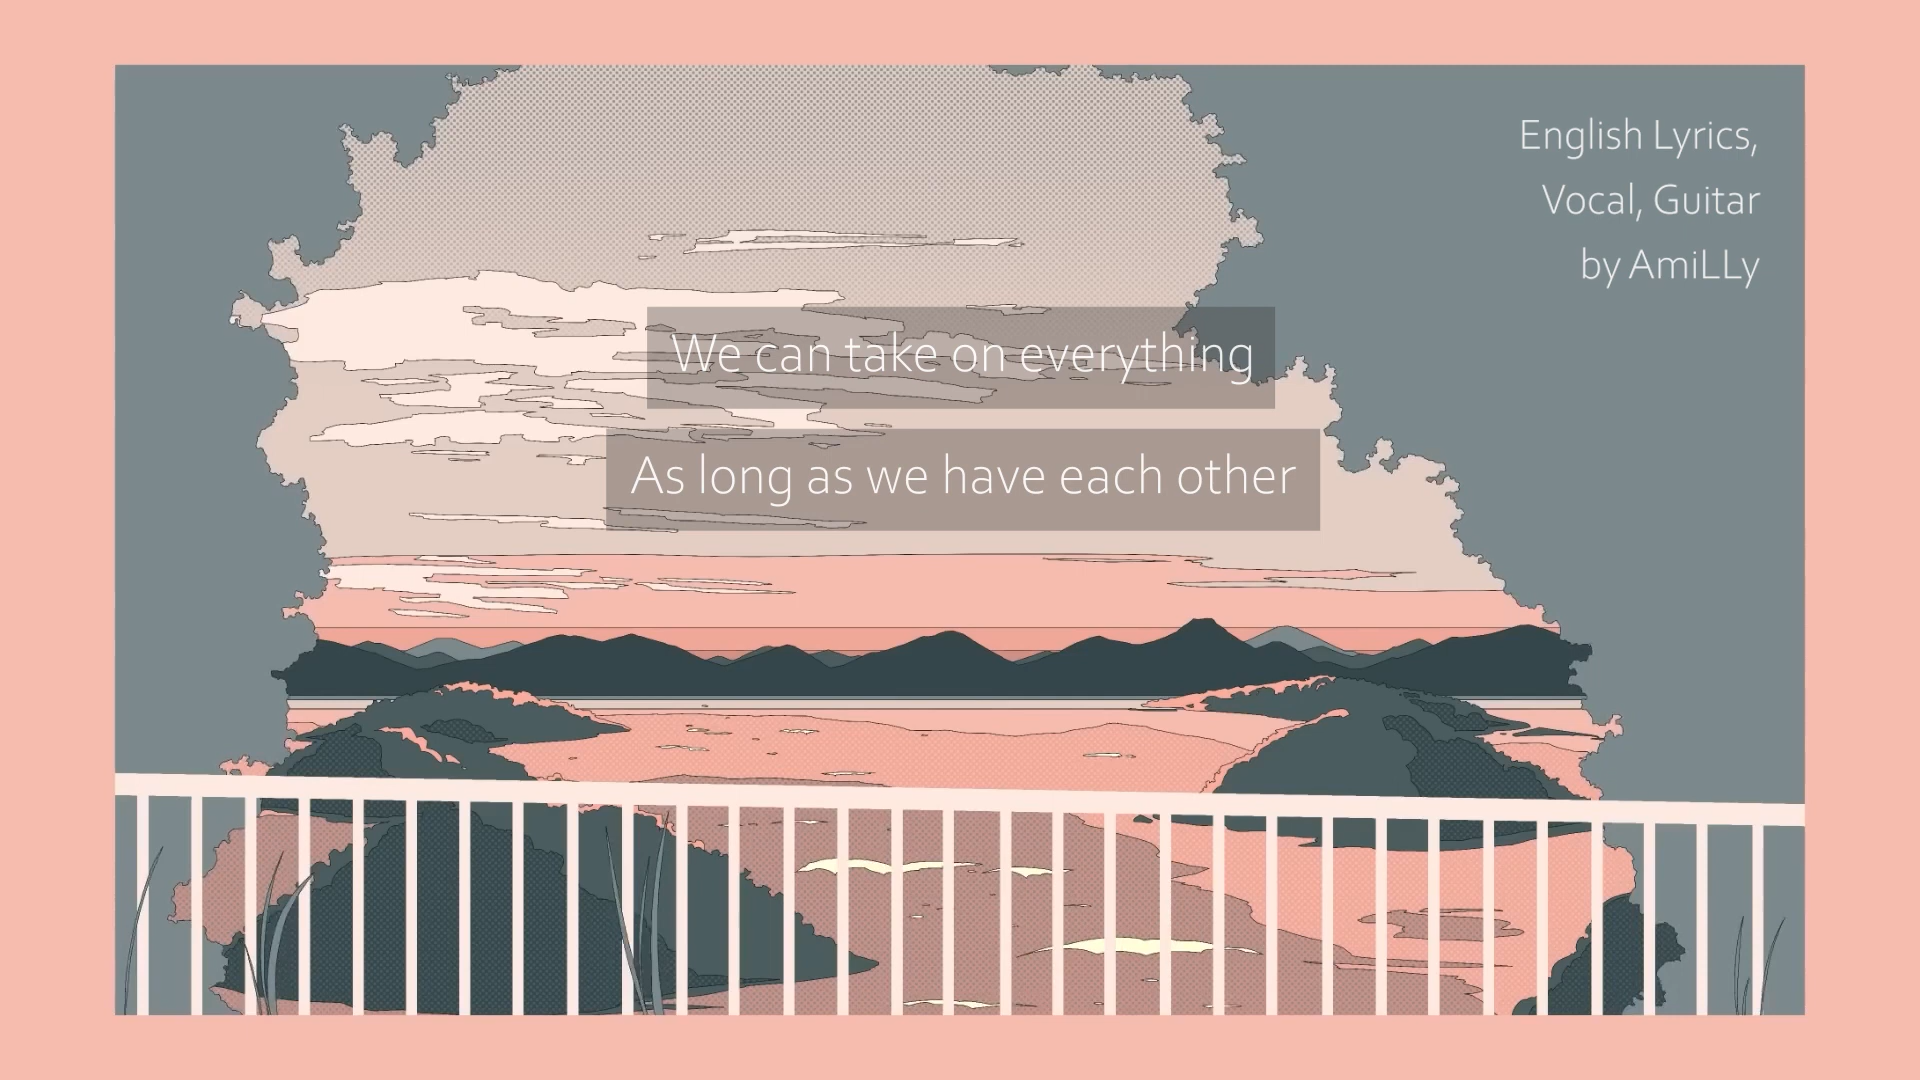 English Lyrics,
Vocal, Guitar
by AmiLLy
We can take on everything
As long as we have each other